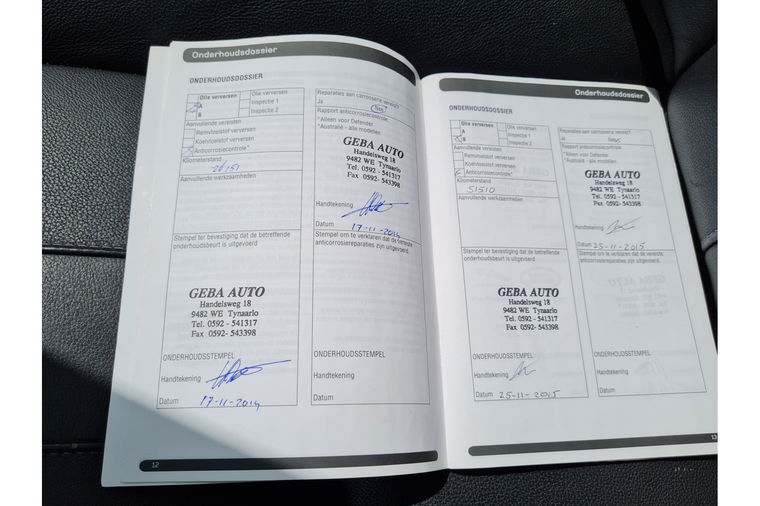 Onderhoudsdossier
ONDERHOUDSDOSSIER
Olie verversen
A
B
Olie verversen
Inspectie 1
Inspectie 2
Aanvullende vereisten
Remvloeistof verversen
Koelvloeistof verversen
Anticorrosiecontrole*
Kilometerstand
26151
Aanvullende werkzaamheden
Stempel ter bevestiging dat de betreffende
onderhoudsbeurt is uitgevoerd
GEBA AUTO
Handelsweg 18
9482 WE Tynaarlo
Tel. 0592 - 541317
Fax 0592- 543398
ONDERHOUDSSTEMPEL
Handtekening
Datum 17-11-2014
Reparaties aan carrosserie vereist?
Ja Nee
Rapport anticorrosiecontrole
*Alleen voor Defender
*Australië - alle modellen
GEBA AUTO
Handelsweg 18
9482 WE Tynaarlo
Tel. 0592 - 541317
Fax 0592- 543398
Handtekening
Datum 17-11-2014
Stempel om te verklaren dat de vereiste
anticorrosiereparaties zijn uitgevoerd
ONDERHOUDSSTEMPEL
Handtekening
Datum
12
Onderhoudsdossier
ONDERHOUDSDOSSIER
Olie verversen
A
B
Olie verversen
Inspectie 1
Inspectie 2
Aanvullende vereisten
Remvloeistof verversen
Koelvloeistof verversen
Anticorrosiecontrole*
Kilometerstand
51510
Aanvullende werkzaamheden
Stempel ter bevestiging dat de betreffende
onderhoudsbeurt is uitgevoerd
GEBA AUTO
Handelsweg 18
9482 WE Tynaarlo
Tel. 0592 - 541317
Fax 0592- 543398
ONDERHOUDSSTEMPEL
Handtekening
Datum 25-11-2015
Reparaties aan carrosserie vereist?
Ja Nee
Rapport anticorrosiecontrole
*Alleen voor Defender
*Australië - alle modellen
GEBA AUTO
Handelsweg 18
9482 WE Tynaarlo
Tel. 0592 - 541317
Fax 0592- 543398
Handtekening
Datum 25-11-2015
Stempel om te verklaren dat de vereiste
anticorrosiereparaties zijn uitgevoerd
ONDERHOUDSSTEMPEL
Handtekening
Datum
13